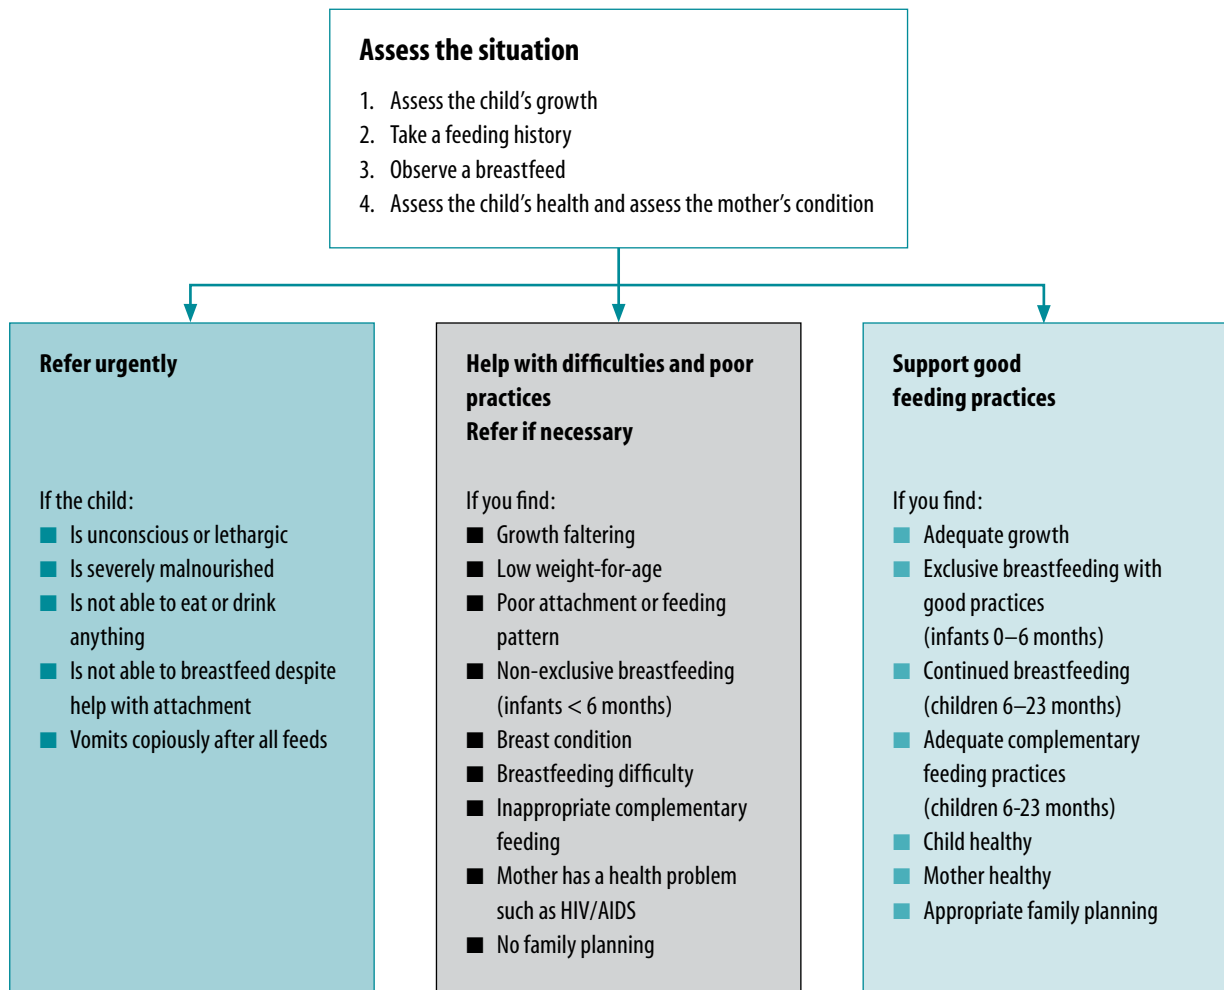 Assess the situation
1. Assess the child’s growth
2. Take a feeding history
3. Observe a breastfeed
4. Assess the child’s health and assess the mother’s condition
Refer urgently
If the child:
■ Is unconscious or lethargic
■ Is severely malnourished
■ Is not able to eat or drink
anything
■ Is not able to breastfeed despite
help with attachment
■ Vomits copiously after all feeds
Help with difficulties and poor
practices
Refer if necessary
If you find:
■ Growth faltering
■ Low weight-for-age
■ Poor attachment or feeding
pattern
■ Non-exclusive breastfeeding
(infants < 6 months)
■ Breast condition
■ Breastfeeding difficulty
■ Inappropriate complementary
feeding
■ Mother has a health problem
such as HIV/AIDS
■ No family planning
Support good
feeding practices
If you find:
■ Adequate growth
■ Exclusive breastfeeding with
good practices
(infants 0–6 months)
■ Continued breastfeeding
(children 6–23 months)
■ Adequate complementary
feeding practices
(children 6-23 months)
■ Child healthy
■ Mother healthy
■ Appropriate family planning